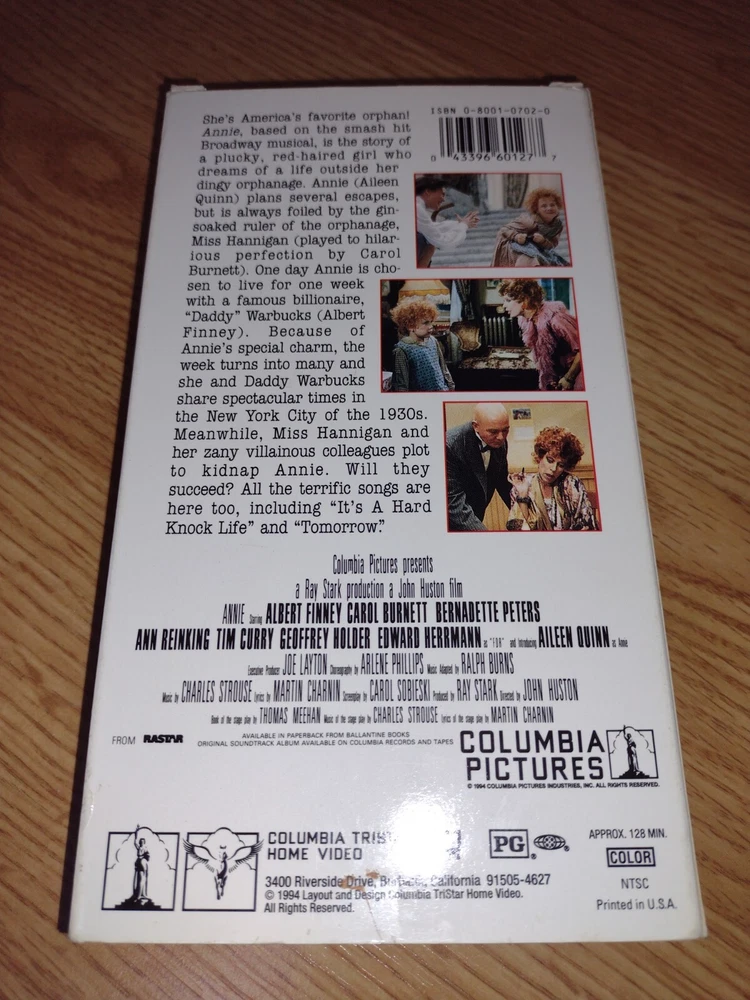 She's America's favorite orphan!
Annie, based on the smash hit
Broadway musical, is the story of
a plucky, red-haired girl who
dreams of a life outside her
dingy orphanage. Annie (Aileen
Quinn) plans several escapes,
but is always foiled by the gin-
soaked ruler of the orphanage,
Miss Hannigan (played to hilar-
ious perfection by Carol
Burnett). One day Annie is cho-
sen to live for one week
with a famous billionaire,
"Daddy" Warbucks (Albert
Finney). Because of
Annie's special charm, the
week turns into many and
she and Daddy Warbucks
share spectacular times in
the New York City of the 1930s.
Meanwhile, Miss Hannigan and
her zany villainous colleagues plot
to kidnap Annie. Will they
succeed? All the terrific songs are
here too, including "It's A Hard
Knock Life" and "Tomorrow."
ISBN 0-8001-0702-0
0 43396 60127 7
Columbia Pictures presents
a Ray Stark production a John Huston film
ANNIE Starring ALBERT FINNEY CAROL BURNETT BERNADETTE PETERS
ANN REINKING TIM CURRY GEOFFREY HOLDER EDWARD HERRMANN as "FDR" and Introducing AILEEN QUINN as Annie
Executive Producer JOE LAYTON Choreography by ARLENE PHILLIPS Music Adapted by RALPH BURNS
Music by CHARLES STROUSE Lyrics by MARTIN CHARNIN Screenplay by CAROL SOBIESKI Produced by RAY STARK Directed by JOHN HUSTON
Book of the stage play by THOMAS MEEHAN Music of the stage play by CHARLES STROUSE Lyrics of the stage play by MARTIN CHARNIN
FROM RASTAR
AVAILABLE IN PAPERBACK FROM BALLANTINE BOOKS
ORIGINAL SOUNDTRACK ALBUM AVAILABLE ON COLUMBIA RECORDS AND TAPES
COLUMBIA
PICTURES
© 1994 COLUMBIA PICTURES INDUSTRIES, INC. ALL RIGHTS RESERVED.
COLUMBIA TRIST
HOME VIDEO
3400 Riverside Drive, Burbank, California 91505-4627
© 1994 Layout and Design Columbia TriStar Home Video.
All Rights Reserved.
PG
APPROX. 128 MIN.
COLOR
NTSC
Printed in U.S.A.